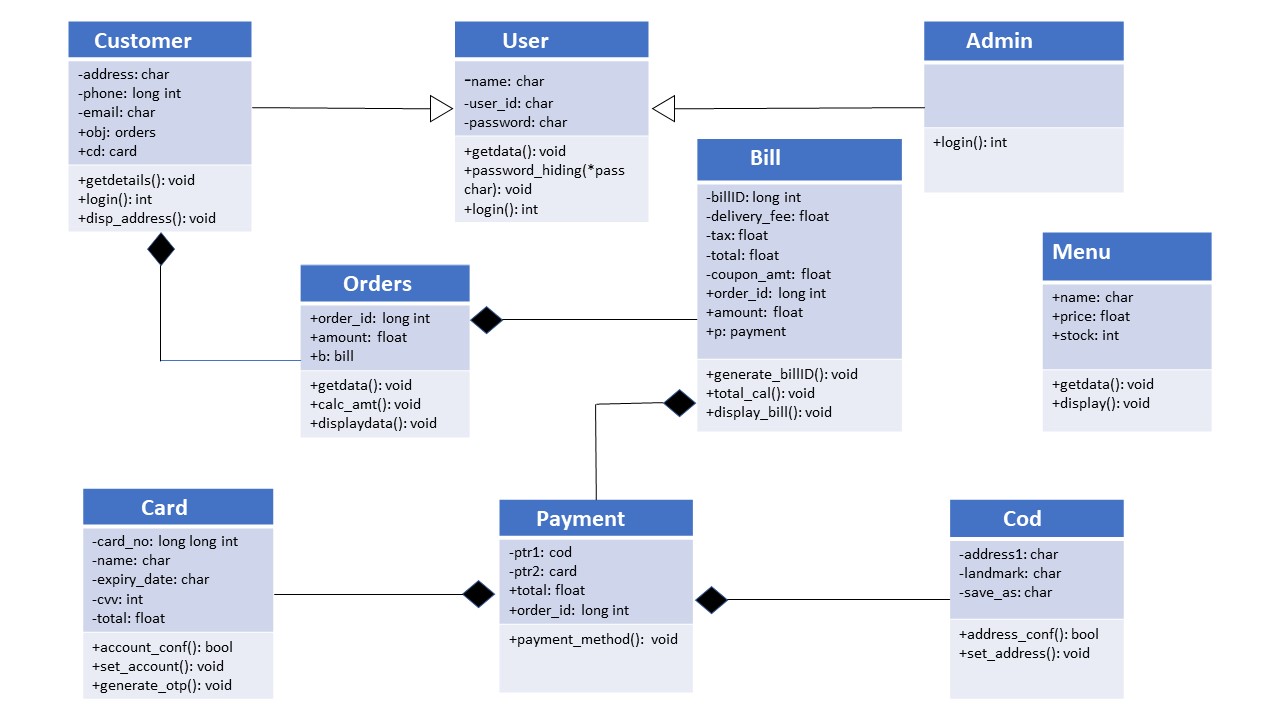 Customer
-address: char
-phone: long int
-email: char
+obj: orders
+cd: card
+getdetails(): void
+login(): int
+disp_address(): void
User
-name: char
-user_id: char
-password: char
+getdata(): void
+password_hiding(*pass
char): void
+login(): int
Admin
+login(): int
Bill
-billID: long int
-delivery_fee: float
-tax: float
-total: float
-coupon_amt: float
+order_id: long int
+amount: float
+p: payment
+generate_billID(): void
+total_cal(): void
+display_bill(): void
Menu
+name: char
+price: float
+stock: int
+getdata(): void
+display(): void
Orders
+order_id: long int
+amount: float
+b: bill
+getdata(): void
+calc_amt(): void
+displaydata(): void
Card
-card_no: long long int
-name: char
-expiry_date: char
-cvv: int
-total: float
+account_conf(): bool
+set_account(): void
+generate_otp(): void
Payment
-ptr1: cod
-ptr2: card
+total: float
+order_id: long int
+payment_method(): void
Cod
-address1: char
-landmark: char
-save_as: char
+address_conf(): bool
+set_address(): void